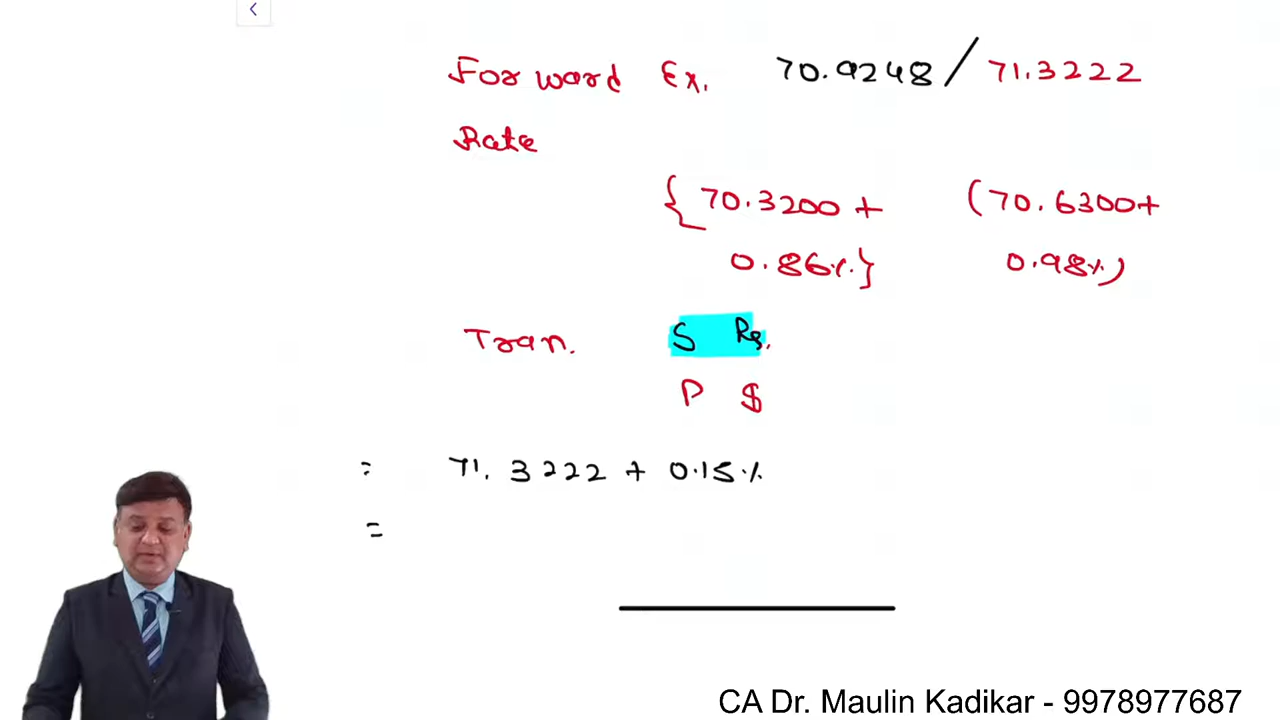 Forward Ex. 70.9248 / 71.3222
Rate
{70.3200 + (70.6300+
0.86%} 0.98%)
Tran. S Rs.
P $
= 71.3222 + 0.15%
=
CA Dr. Maulin Kadikar - 9978977687